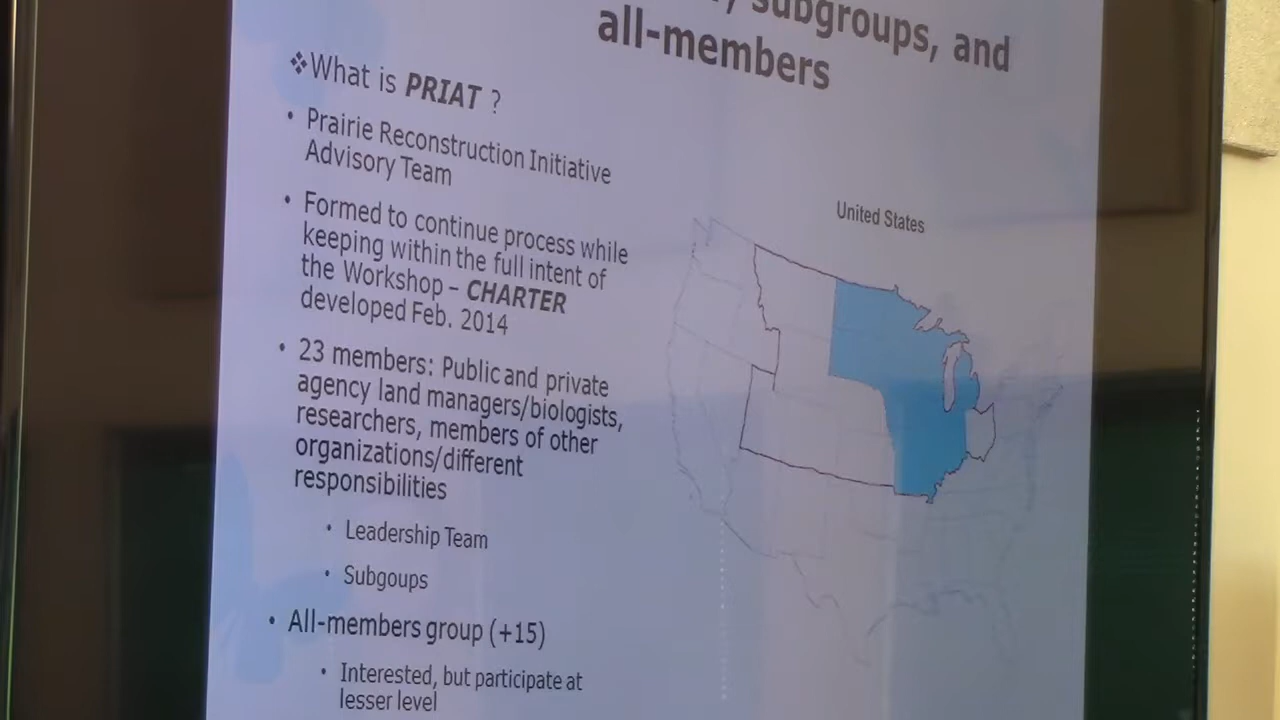 subgroups, and
all-members
❖What is PRIAT ?
• Prairie Reconstruction Initiative
Advisory Team
• Formed to continue process while
keeping within the full intent of
the Workshop – CHARTER
developed Feb. 2014
• 23 members: Public and private
agency land managers/biologists,
researchers, members of other
organizations/different
responsibilities
• Leadership Team
• Subgoups
• All-members group (+15)
• Interested, but participate at
lesser level
United States